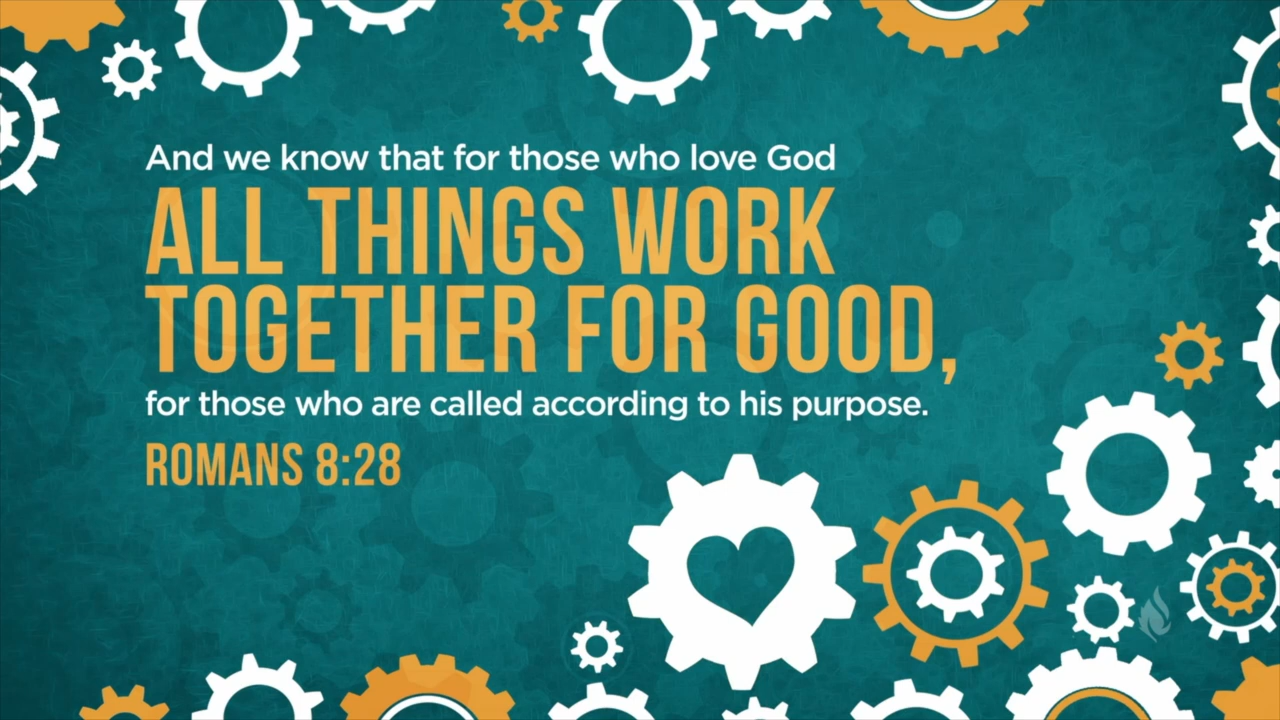 And we know that for those who love God
ALL THINGS WORK
TOGETHER FOR GOOD,
for those who are called according to his purpose.
ROMANS 8:28